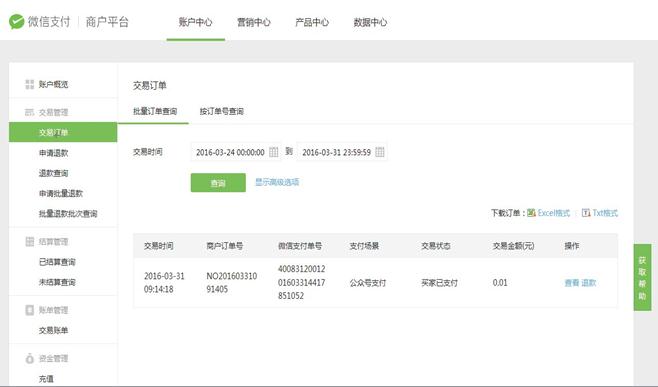 微信支付 | 商户平台
账户中心 营销中心 产品中心 数据中心
账户概览
交易管理
交易订单
申请退款
退款查询
申请批量退款
批量退款批次查询
结算管理
已结算查询
未结算查询
账单管理
交易账单
资金管理
充值
交易订单
批量订单查询 按订单号查询
交易时间 2016-03-24 00:00:00 到 2016-03-31 23:59:59
查询 显示高级选项
下载订单： Excel格式 | Txt格式
交易时间 商户订单号 微信支付单号 支付场景 交易状态 交易金额(元) 操作
2016-03-31
09:14:18
NO201603310
91405
40083120012
01603314417
851052
公众号支付 买家已支付 0.01 查看 退款
获取帮助